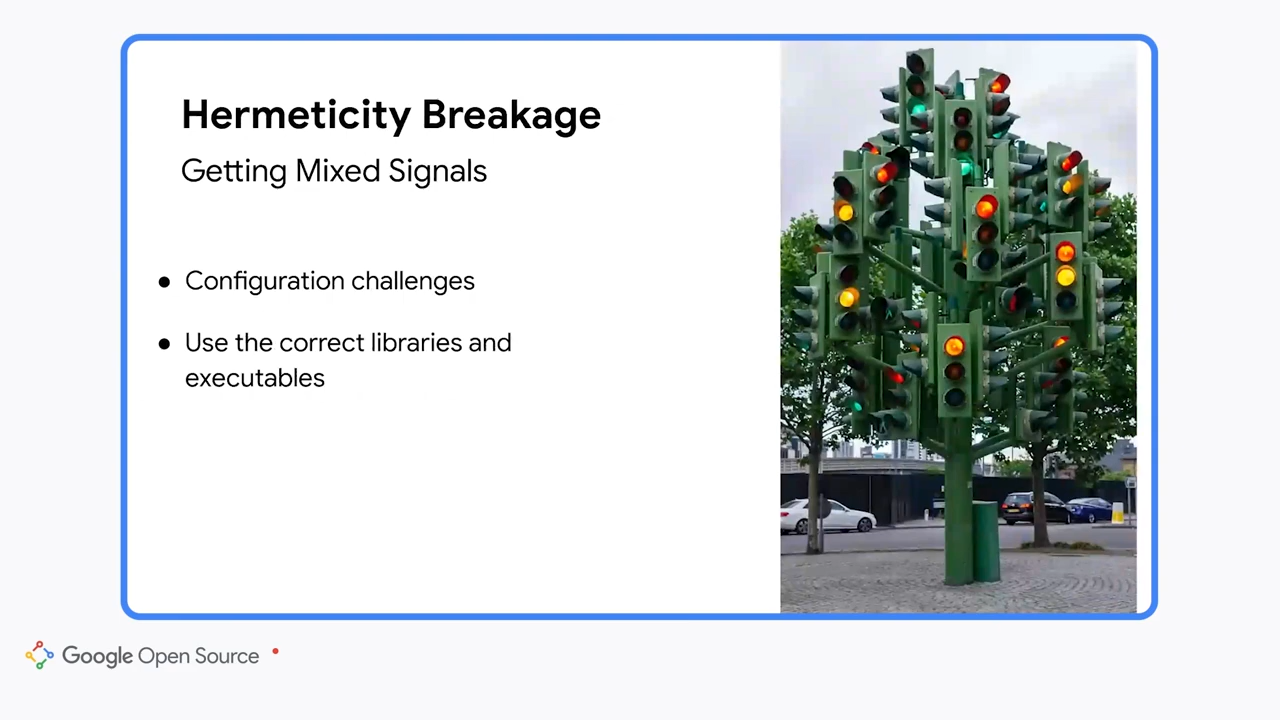 Hermeticity Breakage
Getting Mixed Signals
● Configuration challenges
● Use the correct libraries and
executables
Google Open Source